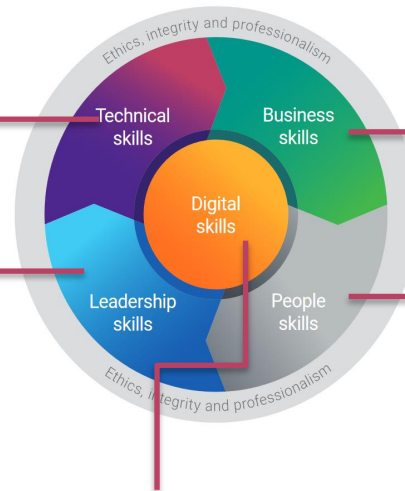 Ethics, integrity and professionalism
Technical
skills
Business
skills
Digital
skills
Leadership
skills
People
skills
Ethics, integrity and professionalism